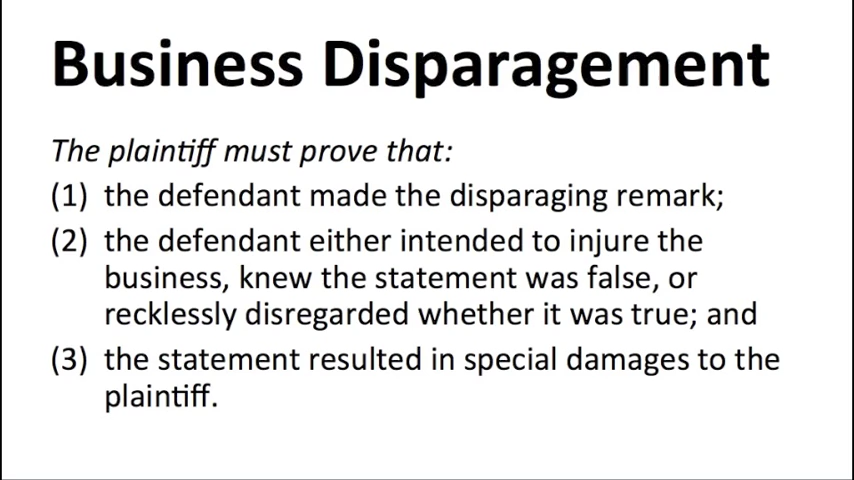 Business Disparagement
The plaintiff must prove that:
(1) the defendant made the disparaging remark;
(2) the defendant either intended to injure the
business, knew the statement was false, or
recklessly disregarded whether it was true; and
(3) the statement resulted in special damages to the
plaintiff.